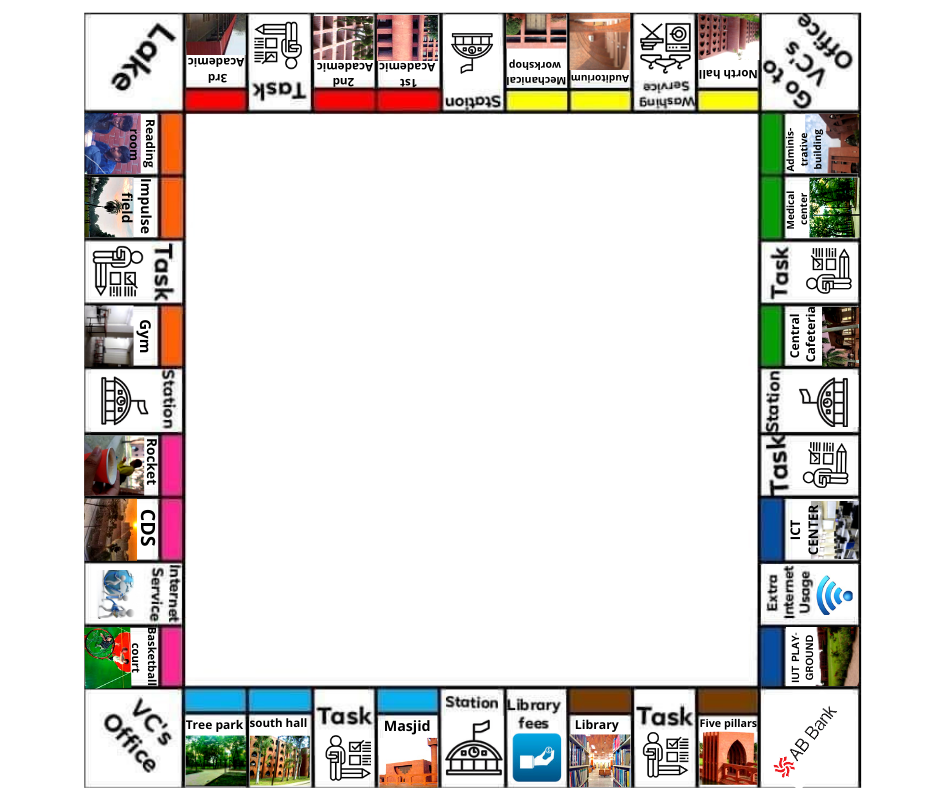 Lake
3rd
Academic
Task
2nd
Academic
1st
Academic
Station
Mechanical
workshop
Auditorium
Washing
Service
North hall
Go to
VC's
Office
Reading
room
Impulse
field
Task
Gym
Station
Rocket
CDS
Internet
Service
Basketball
court
VC's
Office
Adminis-
trative
building
Medical
center
Task
Central
Cafeteria
Station
Task
ICT
CENTER
Extra
Internet
Usage
IUT PLAY-
GROUND
Tree park
south hall
Task
Masjid
Station
Library
fees
Library
Task
Five pillars
AB Bank